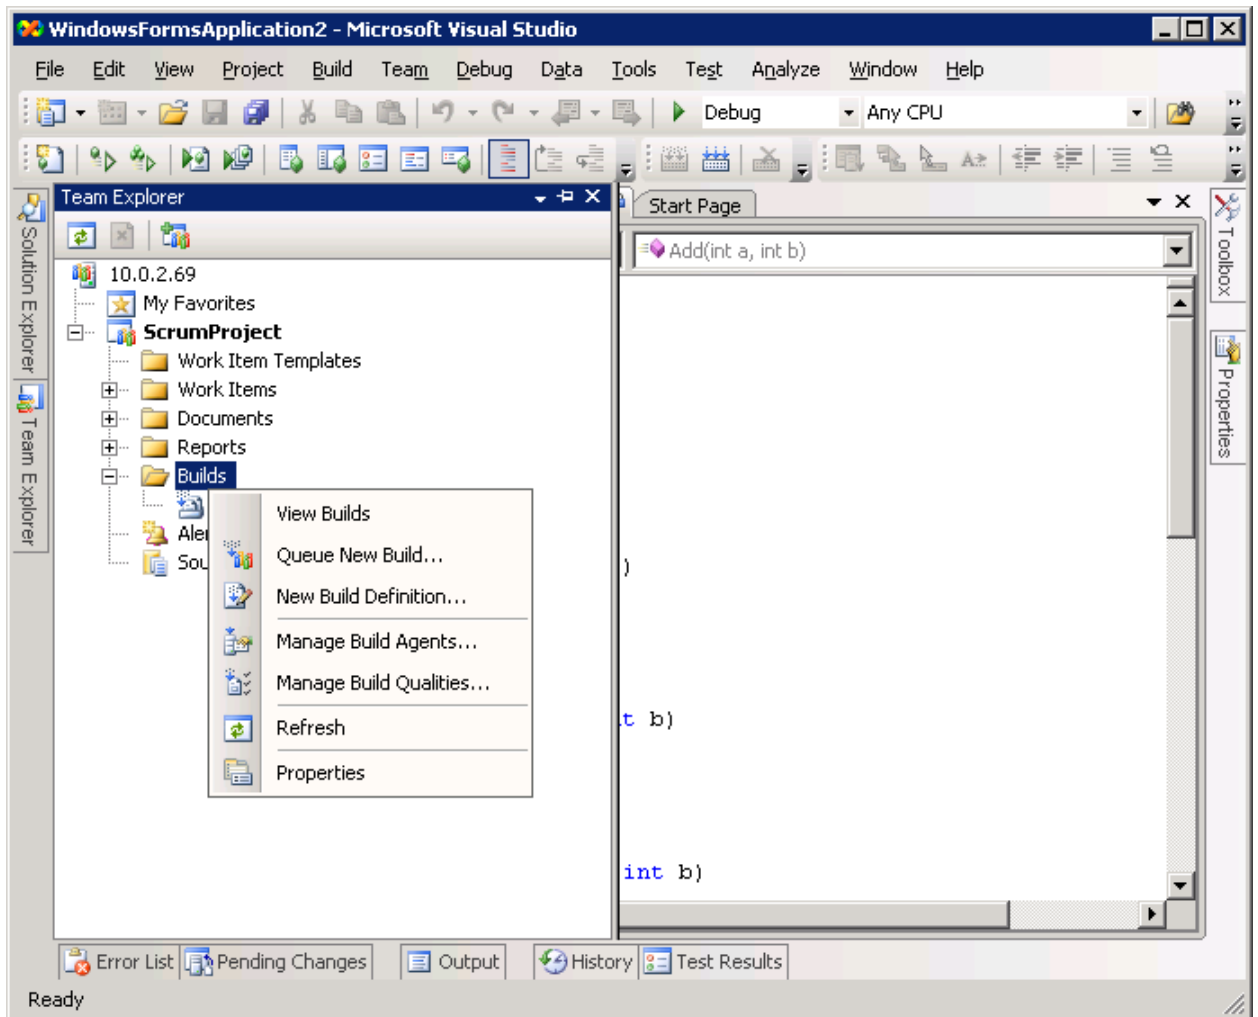 WindowsFormsApplication2 - Microsoft Visual Studio
File Edit View Project Build Team Debug Data Tools Test Analyze Window Help
Debug Any CPU
Team Explorer
Start Page
Add(int a, int b)
Solution Explorer
Team Explorer
Toolbox
Properties
10.0.2.69
My Favorites
ScrumProject
Work Item Templates
Work Items
Documents
Reports
Builds
Aler
Sou
View Builds
Queue New Build...
New Build Definition...
Manage Build Agents...
Manage Build Qualities...
Refresh
Properties
)
t b)
int b)
Error List Pending Changes Output History Test Results
Ready